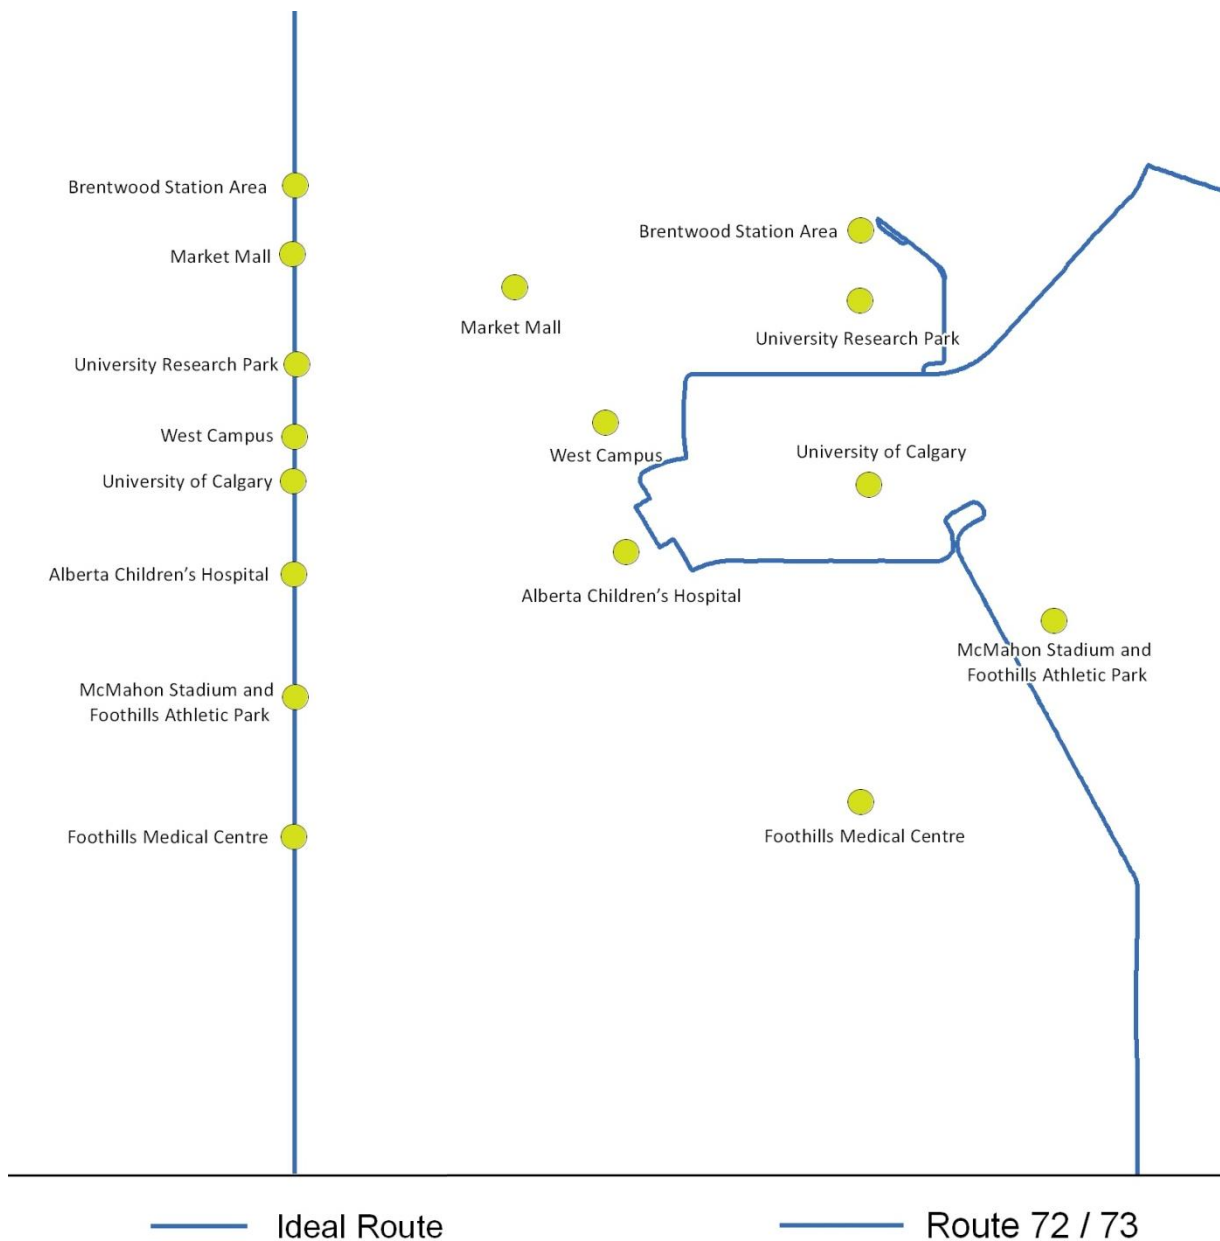 Brentwood Station Area
Market Mall
University Research Park
West Campus
University of Calgary
Alberta Children’s Hospital
McMahon Stadium and
Foothills Athletic Park
Foothills Medical Centre
Brentwood Station Area
Market Mall
University Research Park
West Campus
University of Calgary
Alberta Children’s Hospital
McMahon Stadium and
Foothills Athletic Park
Foothills Medical Centre
Ideal Route
Route 72 / 73